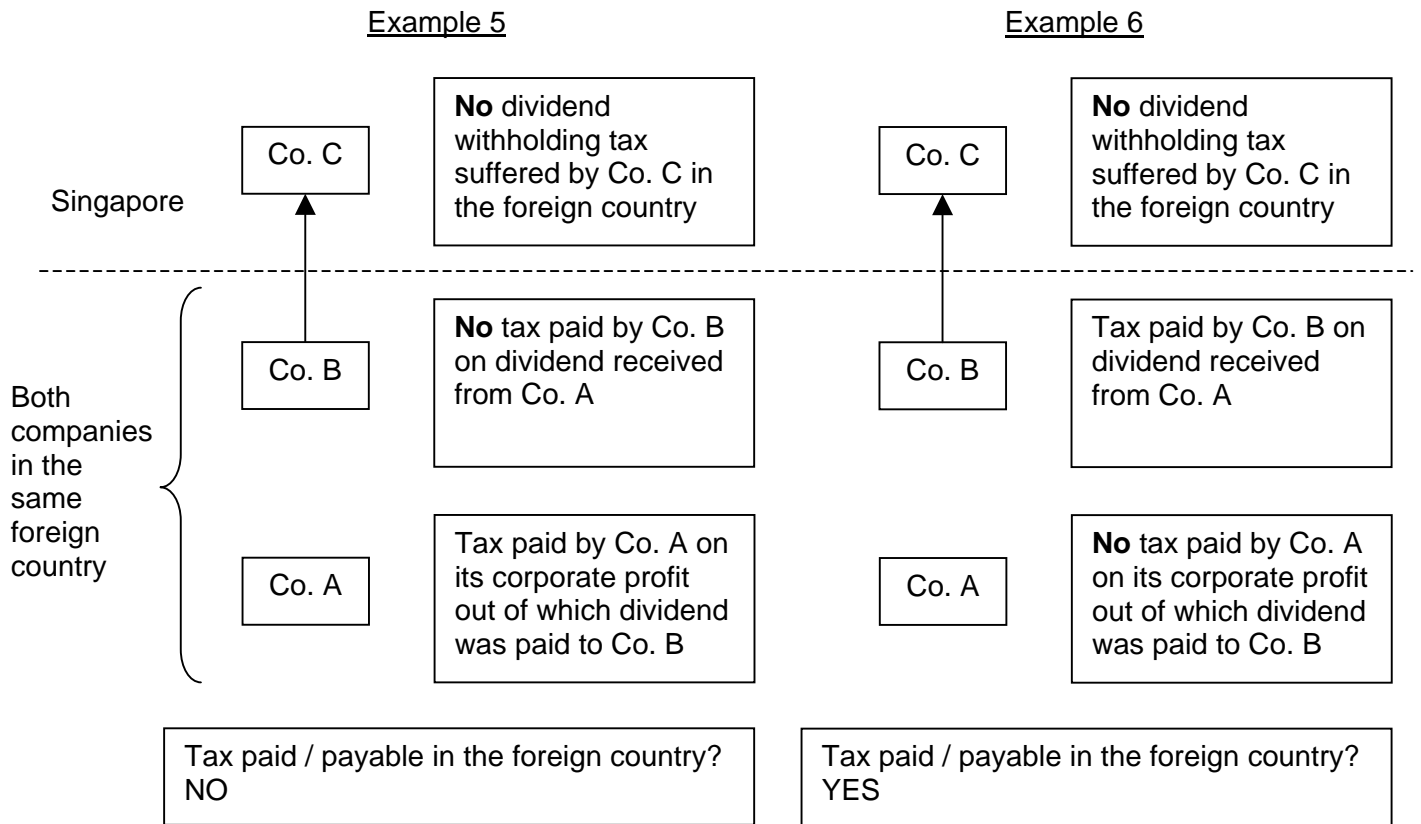 Example 5
Example 6
Singapore
Co. C
No dividend
withholding tax
suffered by Co. C in
the foreign country
Co. C
No dividend
withholding tax
suffered by Co. C in
the foreign country
Both
companies
in the
same
foreign
country
Co. B
No tax paid by Co. B
on dividend received
from Co. A
Co. B
Tax paid by Co. B on
dividend received
from Co. A
Co. A
Tax paid by Co. A on
its corporate profit
out of which dividend
was paid to Co. B
Co. A
No tax paid by Co. A
on its corporate profit
out of which dividend
was paid to Co. B
Tax paid / payable in the foreign country?
NO
Tax paid / payable in the foreign country?
YES